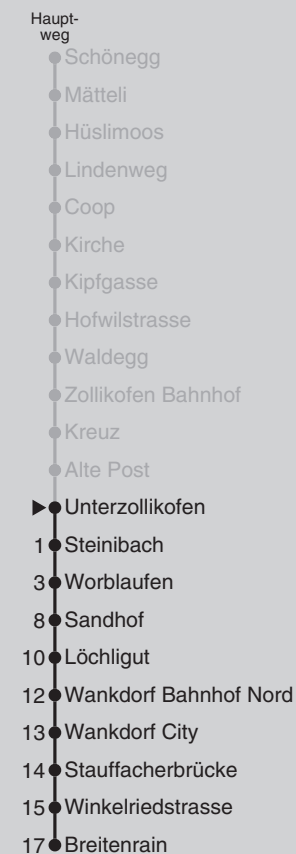 Haupt-
weg
Schönegg
Mätteli
Hüslimoos
Lindenweg
Coop
Kirche
Kipfgasse
Hofwilstrasse
Waldegg
Zollikofen Bahnhof
Kreuz
Alte Post
Unterzollikofen
1 Steinibach
3 Worblaufen
8 Sandhof
10 Löchligut
12 Wankdorf Bahnhof Nord
13 Wankdorf City
14 Stauffacherbrücke
15 Winkelriedstrasse
17 Breitenrain